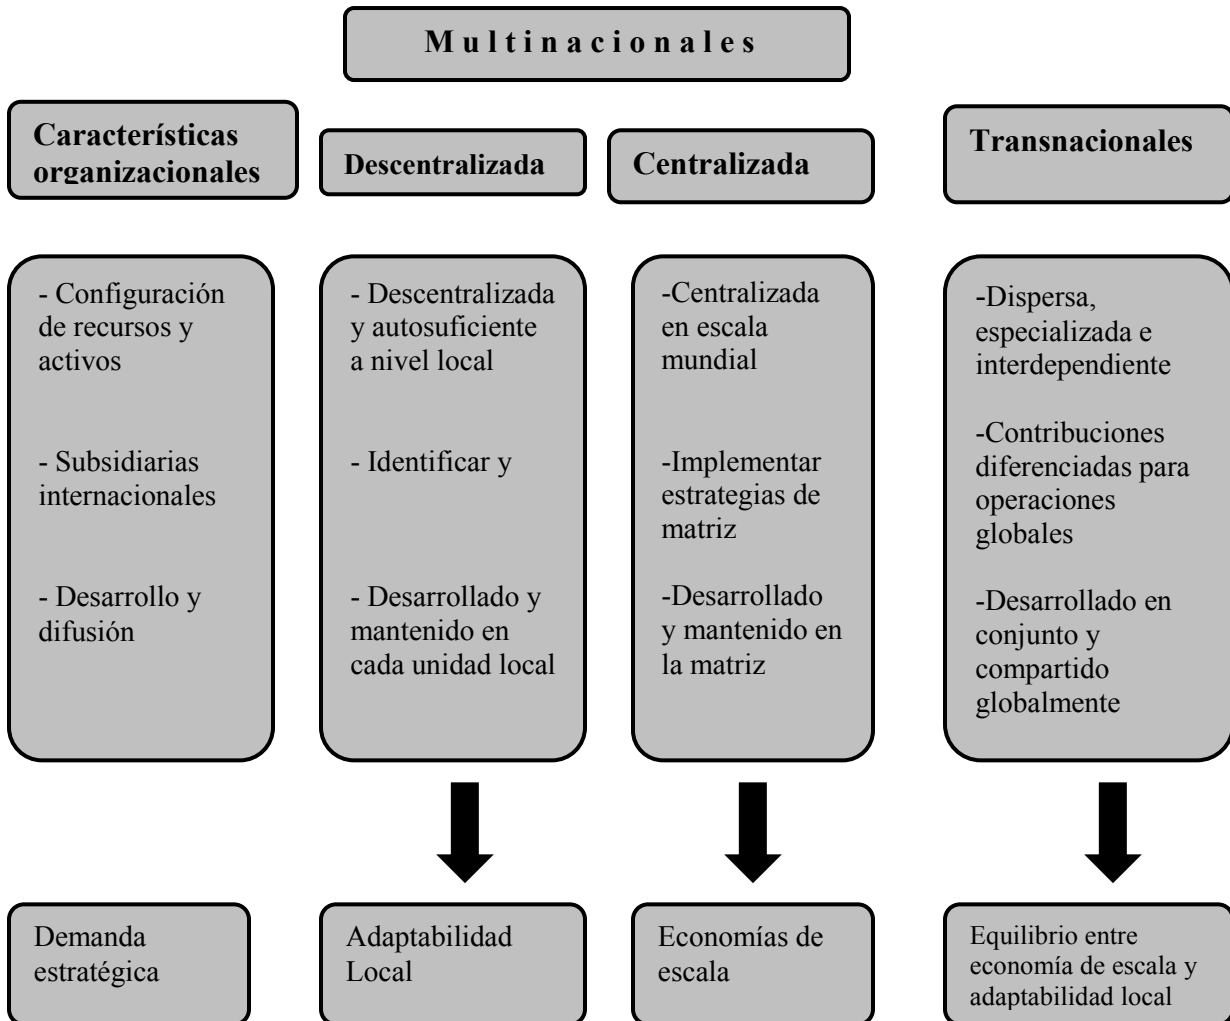 M u l t i n a c i o n a l e s
Características
organizacionales
Descentralizada
Centralizada
Transnacionales
- Configuración
de recursos y
activos
- Subsidiarias
internacionales
- Desarrollo y
difusión
- Descentralizada
y autosuficiente
a nivel local
- Identificar y
- Desarrollado y
mantenido en
cada unidad local
-Centralizada
en escala
mundial
-Implementar
estrategias de
matriz
-Desarrollado
y mantenido en
la matriz
-Dispersa,
especializada e
interdependiente
-Contribuciones
diferenciadas para
operaciones
globales
-Desarrollado en
conjunto y
compartido
globalmente
Demanda
estratégica
Adaptabilidad
Local
Economías de
escala
Equilibrio entre
economía de escala y
adaptabilidad local